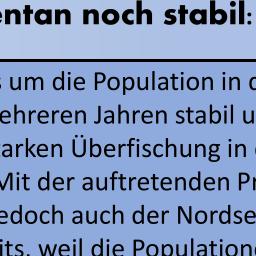 entan noch stabil:
s um die Population in d
ehreren Jahren stabil u
arken Überfischung in
Mit der auftretenden Pr
edoch auch der Nordse
its, weil die Populatione